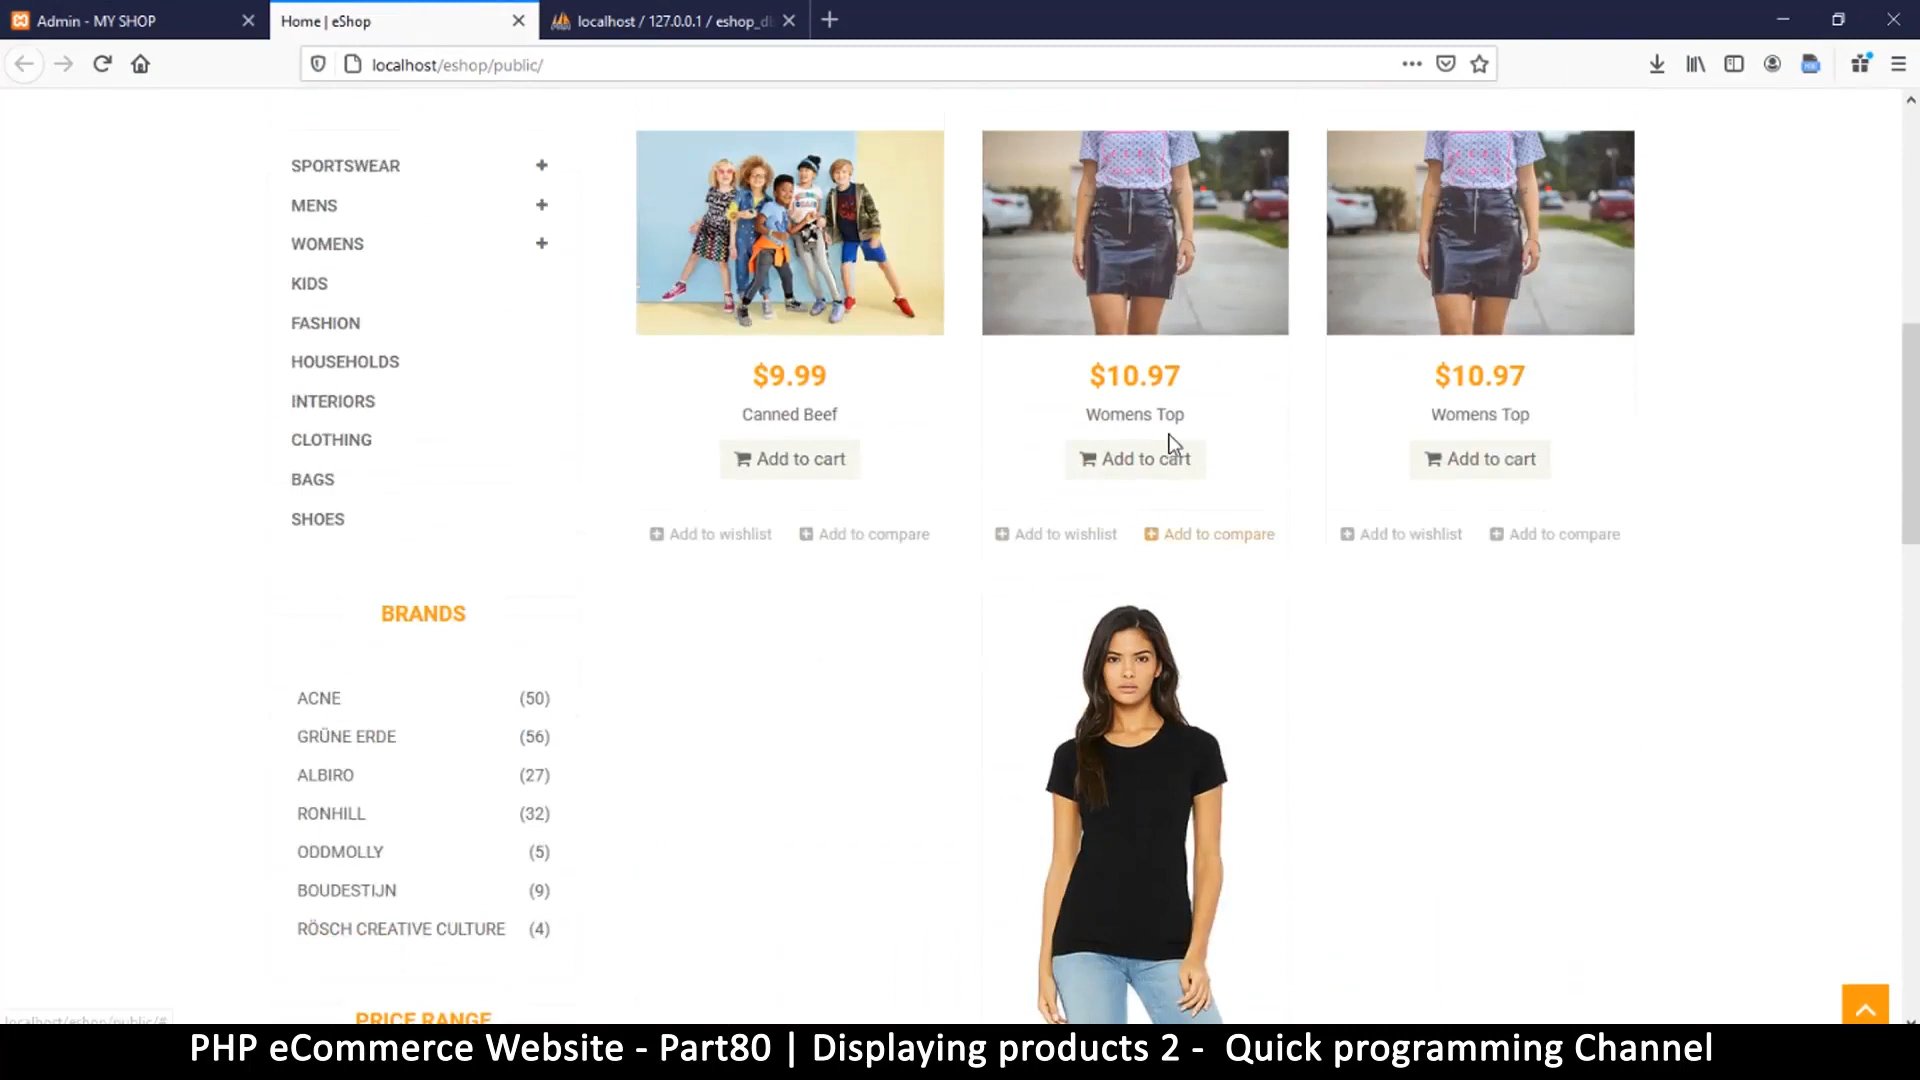 Admin - MY SHOP
Home | eShop
localhost / 127.0.0.1 / eshop_d
localhost/eshop/public/
SPORTSWEAR
MENS
WOMENS
KIDS
FASHION
HOUSEHOLDS
INTERIORS
CLOTHING
BAGS
SHOES
$9.99
Canned Beef
Add to cart
Add to wishlist Add to compare
$10.97
Womens Top
Add to cart
Add to wishlist Add to compare
$10.97
Womens Top
Add to cart
Add to wishlist Add to compare
BRANDS
ACNE (50)
GRÜNE ERDE (56)
ALBIRO (27)
RONHILL (32)
ODDMOLLY (5)
BOUDESTIJN (9)
RÖSCH CREATIVE CULTURE (4)
PRICE RANGE
localhost/eshop/public/#
PHP eCommerce Website - Part80 | Displaying products 2 - Quick programming Channel